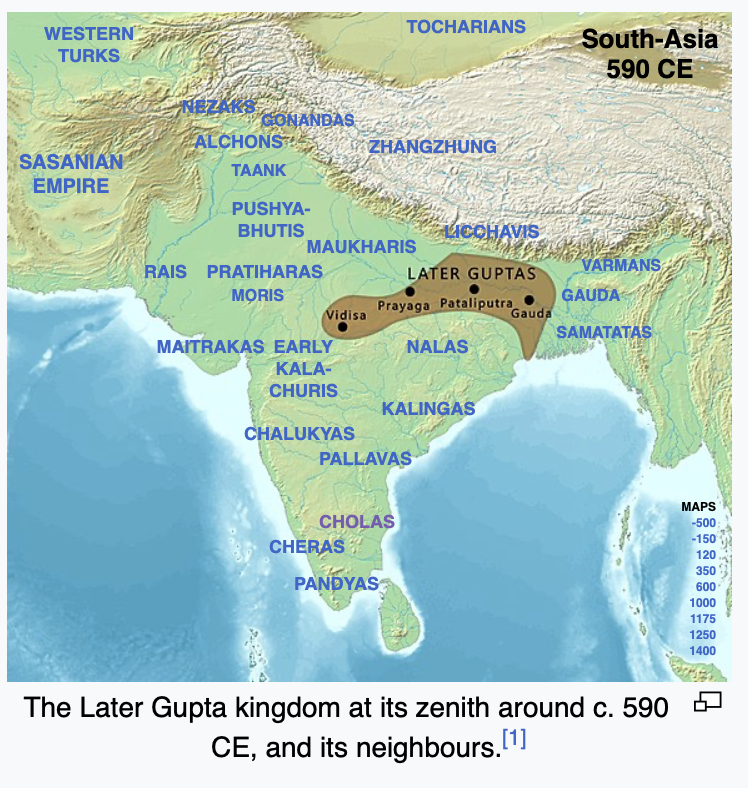 WESTERN
TURKS
TOCHARIANS
South-Asia
590 CE
NEZAKS
GONANDAS
ALCHONS
ZHANGZHUNG
SASANIAN
EMPIRE
TAANK
PUSHYA-
BHUTIS
LICCHAVIS
MAUKHARIS
VARMANS
RAIS
PRATIHARAS
LATER GUPTAS
MORIS
GAUDA
Prayaga
Pataliputra
Gauda
Vidisa
SAMATATAS
MAITRAKAS
EARLY
KALA-
CHURIS
NALAS
KALINGAS
CHALUKYAS
PALLAVAS
CHOLAS
CHERAS
PANDYAS
MAPS
-500
-150
120
350
600
1000
1175
1250
1400
The Later Gupta kingdom at its zenith around c. 590
CE, and its neighbours.[1]